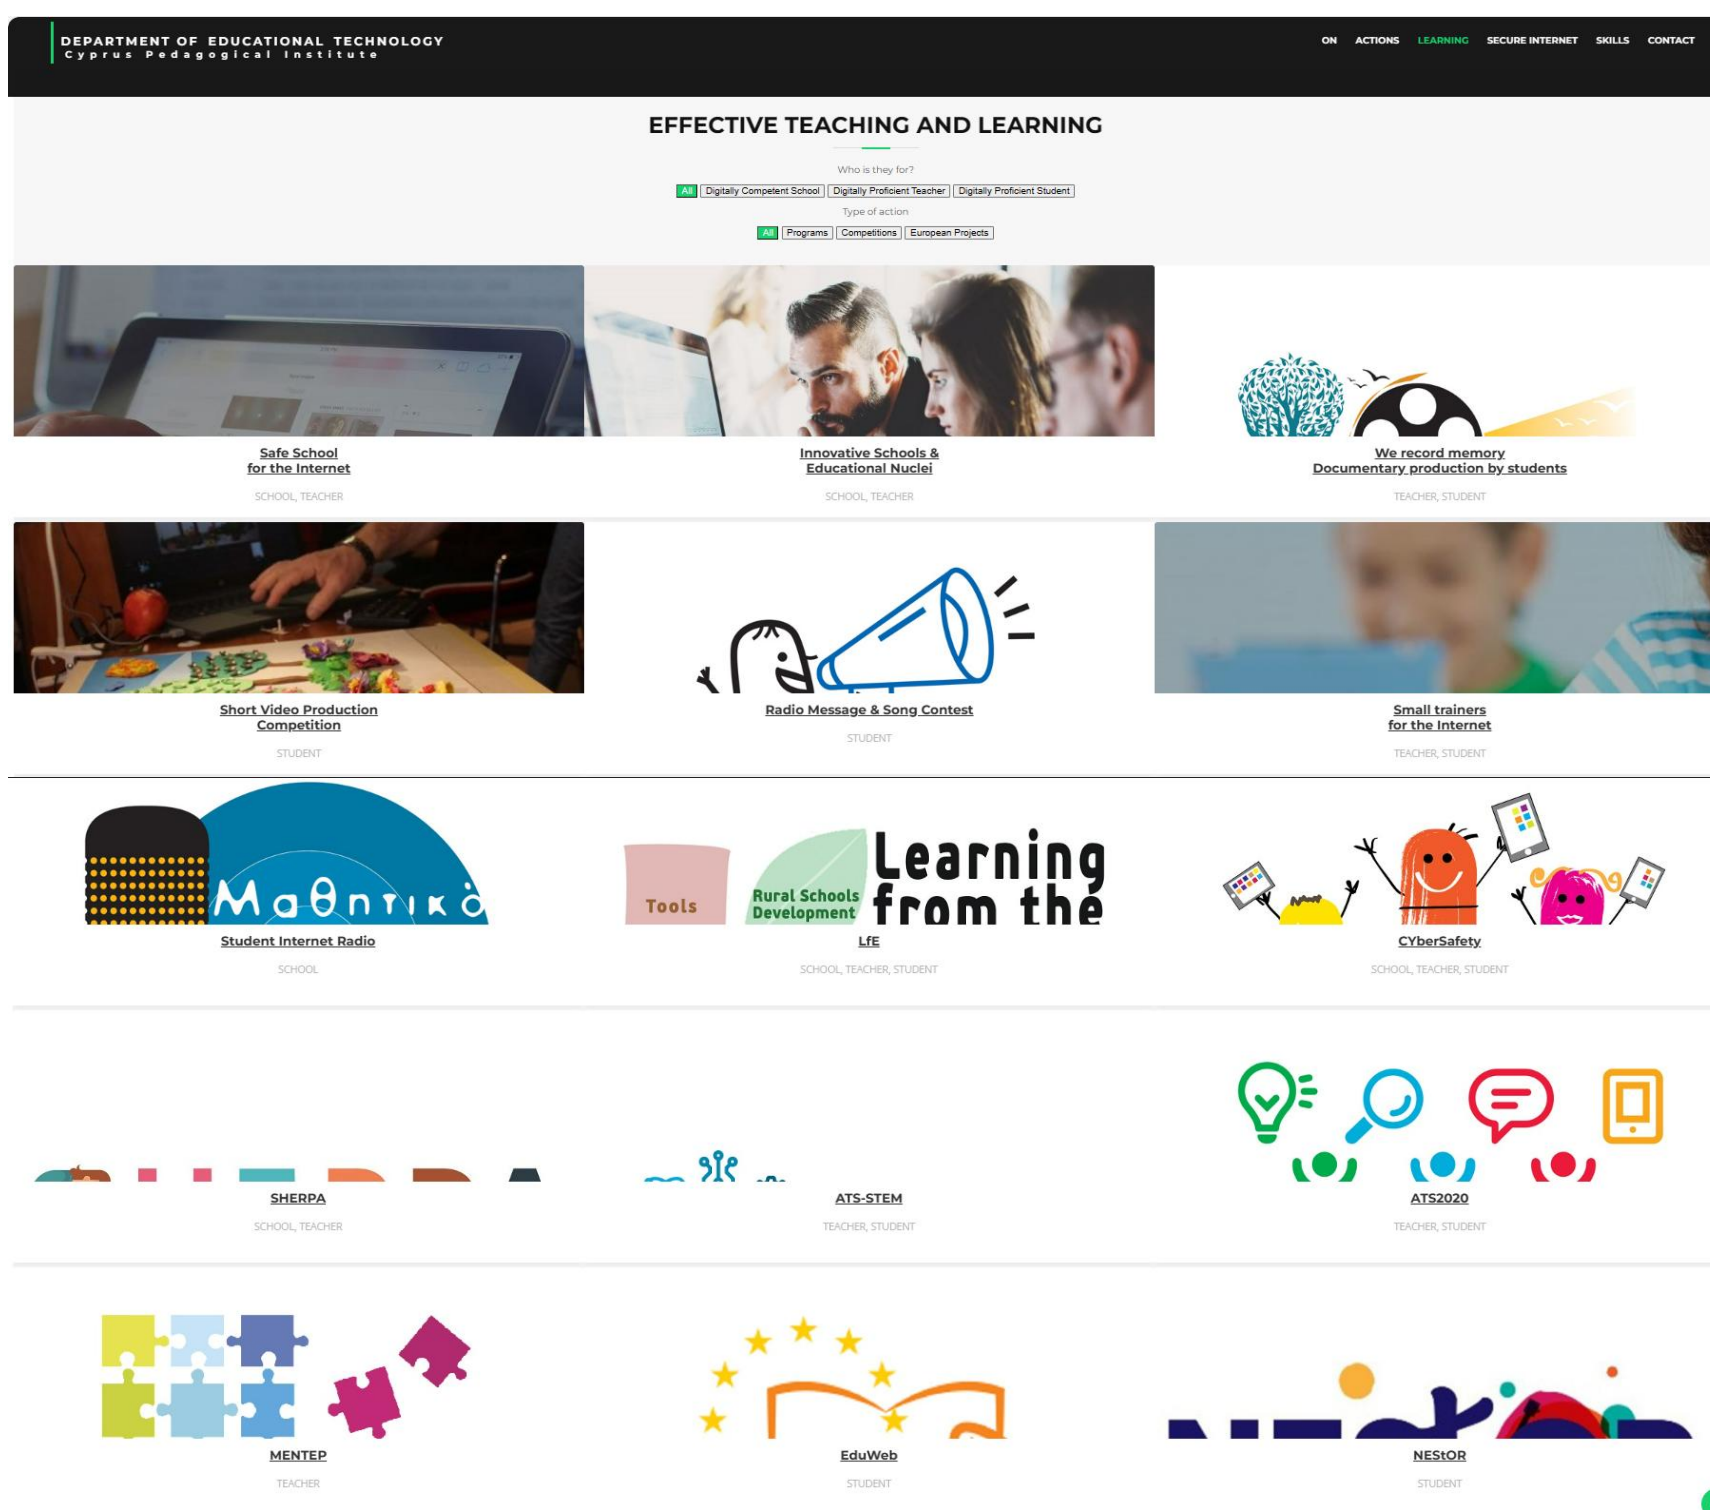 DEPARTMENT OF EDUCATIONAL TECHNOLOGY
Cyprus Pedagogical Institute
ON ACTIONS LEARNING SECURE INTERNET SKILLS CONTACT
EFFECTIVE TEACHING AND LEARNING
Who is they for?
All Digitally Competent School Digitally Proficient Teacher Digitally Proficient Student
Type of action
All Programs Competitions European Projects
Safe School
for the Internet
SCHOOL, TEACHER
Innovative Schools &
Educational Nuclei
SCHOOL, TEACHER
We record memory
Documentary production by students
TEACHER, STUDENT
Short Video Production
Competition
STUDENT
Radio Message & Song Contest
STUDENT
Small trainers
for the Internet
TEACHER, STUDENT
Μαθητικό
Student Internet Radio
SCHOOL
Tools
Rural Schools
Development
Learning
from the
LfE
SCHOOL, TEACHER, STUDENT
CYberSafety
SCHOOL, TEACHER, STUDENT
SHERPA
SCHOOL, TEACHER
ATS-STEM
TEACHER, STUDENT
ATS2020
TEACHER, STUDENT
MENTEP
TEACHER
EduWeb
STUDENT
NEStOR
NEStOR
STUDENT